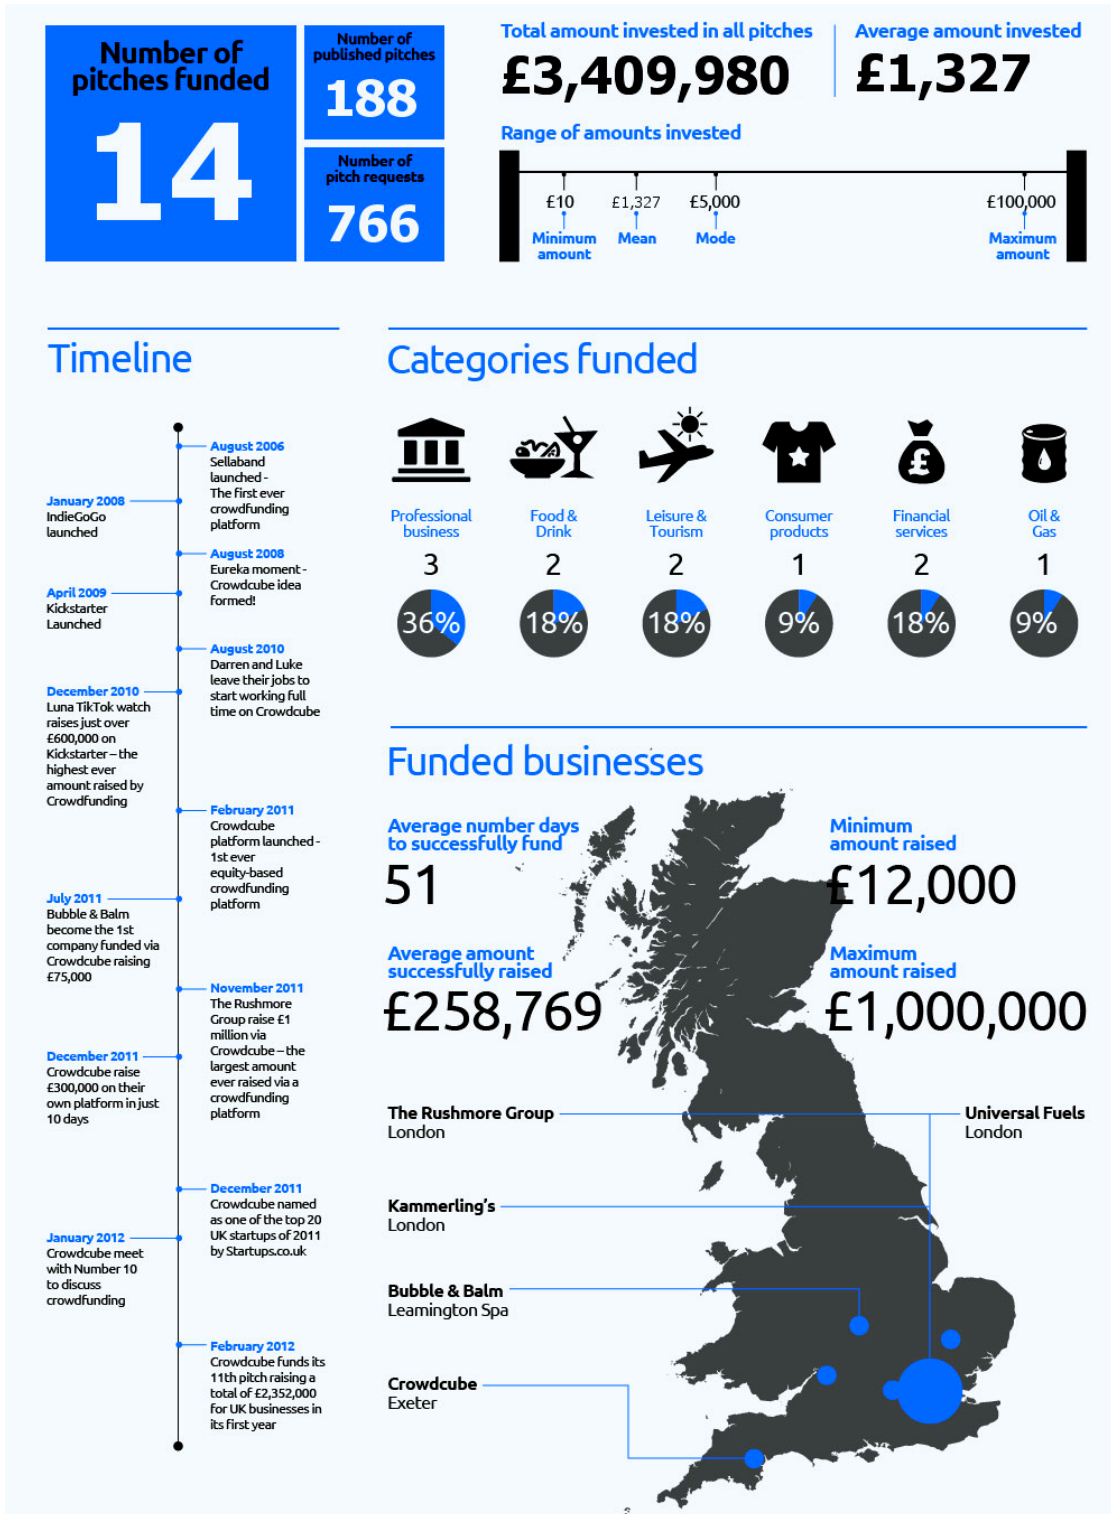 Number of
pitches funded
14
Number of
published pitches
188
Number of
pitch requests
766
Total amount invested in all pitches
£3,409,980
Average amount invested
£1,327
Range of amounts invested
£10
£1,327
£5,000
£100,000
Minimum
amount
Mean
Mode
Maximum
amount
Timeline
August 2006
Sellaband
launched -
The first ever
crowdfunding
platform
January 2008
IndieGoGo
launched
August 2008
Eureka moment -
Crowdcube idea
formed!
April 2009
Kickstarter
Launched
August 2010
Darren and Luke
leave their jobs to
start working full
time on Crowdcube
December 2010
Luna TikTok watch
raises just over
£600,000 on
Kickstarter – the
highest ever
amount raised by
Crowdfunding
February 2011
Crowdcube
platform launched -
1st ever
equity-based
crowdfunding
platform
July 2011
Bubble & Balm
become the 1st
company funded via
Crowdcube raising
£75,000
November 2011
The Rushmore
Group raise £1
million via
Crowdcube – the
largest amount
ever raised via a
crowdfunding
platform
December 2011
Crowdcube raise
£300,000 on their
own platform in just
10 days
December 2011
Crowdcube named
as one of the top 20
UK startups of 2011
by Startups.co.uk
January 2012
Crowdcube meet
with Number 10
to discuss
crowdfunding
February 2012
Crowdcube funds its
11th pitch raising a
total of £2,352,000
for UK businesses in
its first year
Categories funded
Professional
business
3
36%
Food &
Drink
2
18%
Leisure &
Tourism
2
18%
Consumer
products
1
9%
Financial
services
2
18%
Oil &
Gas
1
9%
Funded businesses
Average number days
to successfully fund
51
Average amount
successfully raised
£258,769
Minimum
amount raised
£12,000
Maximum
amount raised
£1,000,000
The Rushmore Group
London
Universal Fuels
London
Kammerling's
London
Bubble & Balm
Leamington Spa
Crowdcube
Exeter